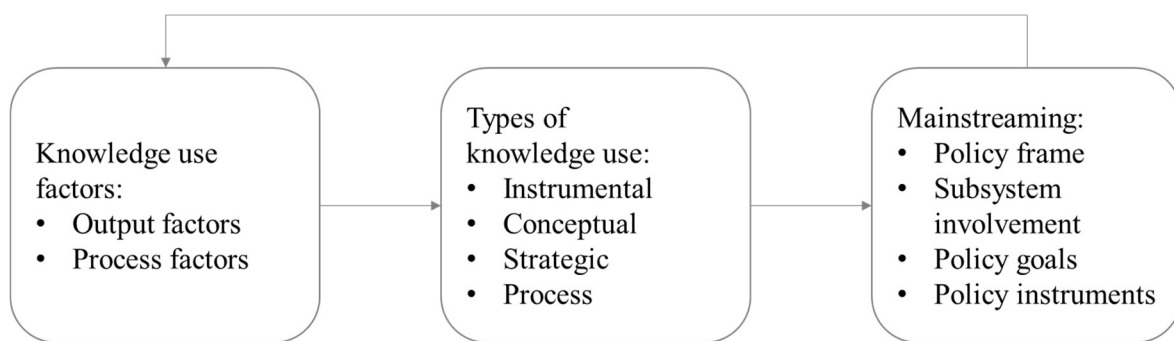 Knowledge use
factors:
• Output factors
• Process factors
Types of
knowledge use:
• Instrumental
• Conceptual
• Strategic
• Process
Mainstreaming:
• Policy frame
• Subsystem
involvement
• Policy goals
• Policy instruments